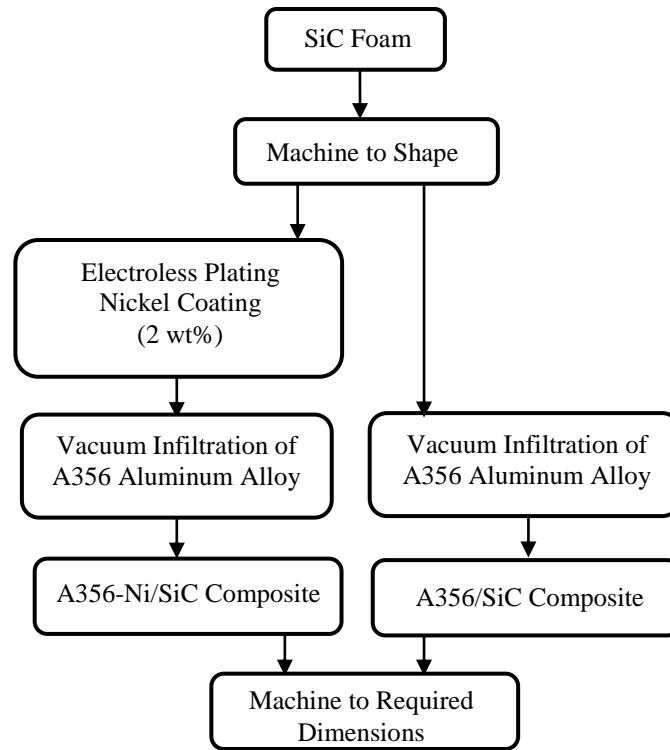 SiC Foam
Machine to Shape
Electroless Plating
Nickel Coating
(2 wt%)
Vacuum Infiltration of
A356 Aluminum Alloy
Vacuum Infiltration of
A356 Aluminum Alloy
A356-Ni/SiC Composite
A356/SiC Composite
Machine to Required
Dimensions